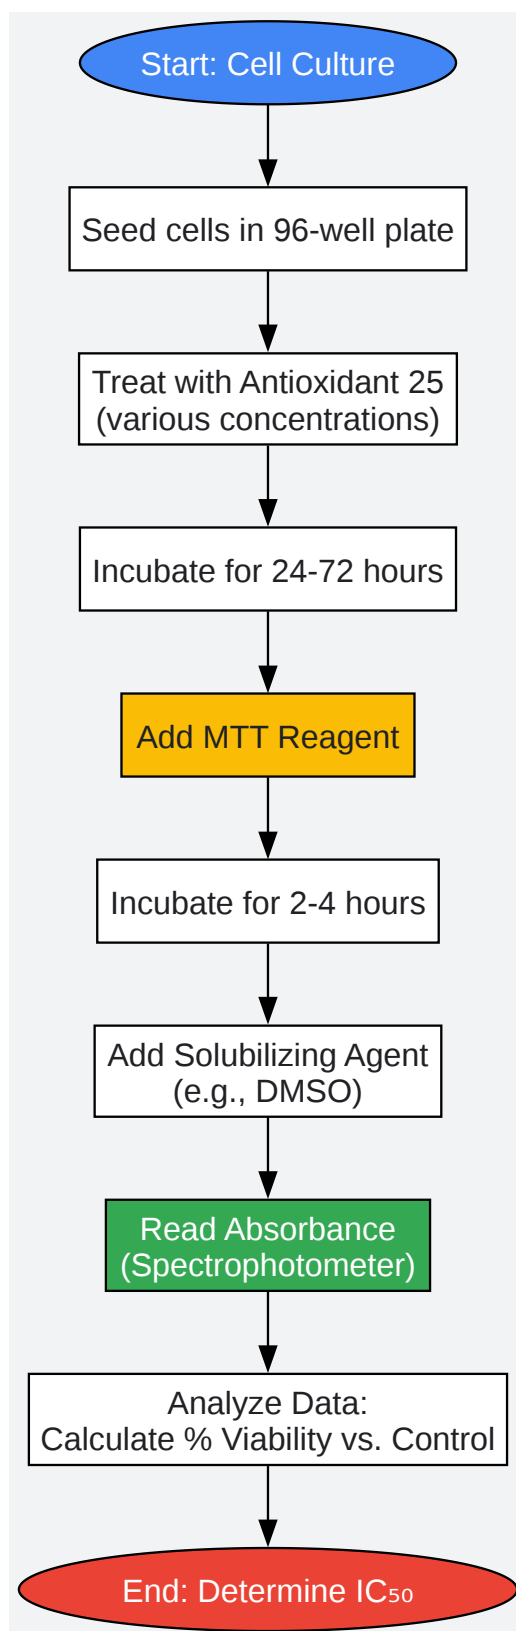 Start: Cell Culture
Seed cells in 96-well plate
Treat with Antioxidant 25
(various concentrations)
Incubate for 24-72 hours
Add MTT Reagent
Incubate for 2-4 hours
Add Solubilizing Agent
(e.g., DMSO)
Read Absorbance
(Spectrophotometer)
Analyze Data:
Calculate % Viability vs. Control
End: Determine IC₅₀